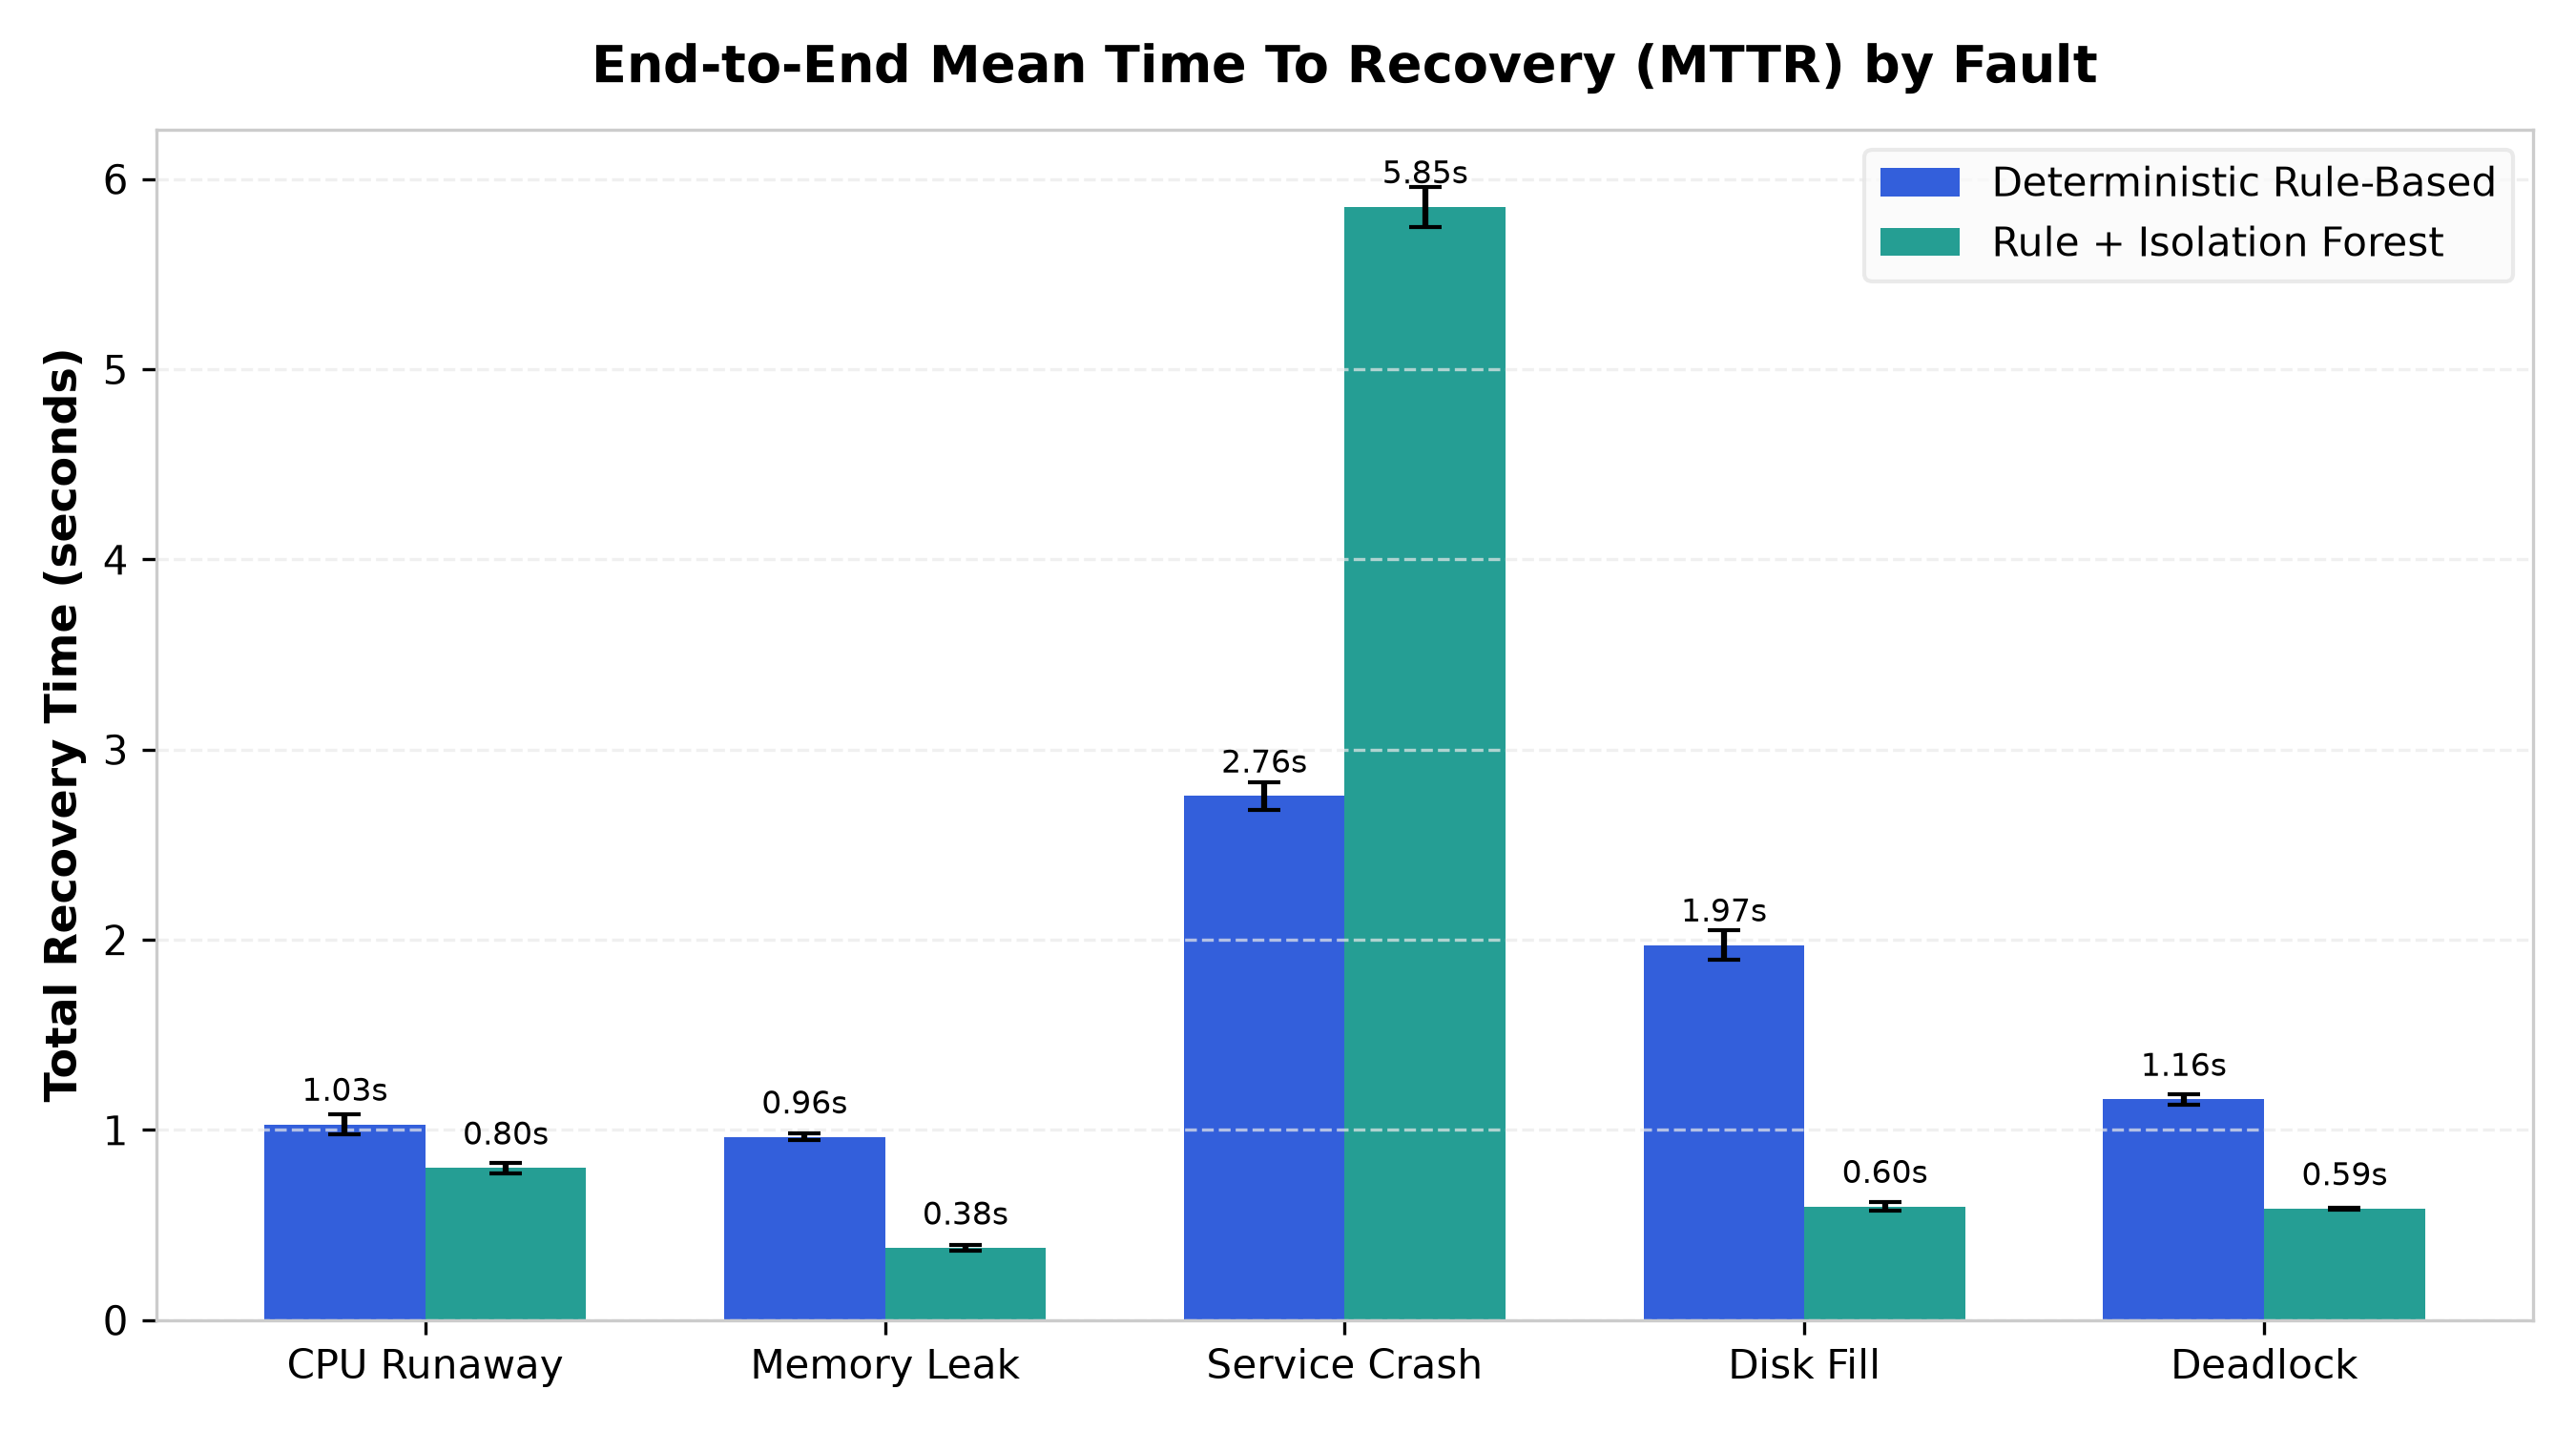 End-to-End Mean Time To Recovery (MTTR) by Fault
Deterministic Rule-Based
Rule + Isolation Forest
Total Recovery Time (seconds)
6
5
4
3
2
1
0
1.03s
0.80s
0.96s
0.38s
2.76s
5.85s
1.97s
0.60s
1.16s
0.59s
CPU Runaway
Memory Leak
Service Crash
Disk Fill
Deadlock